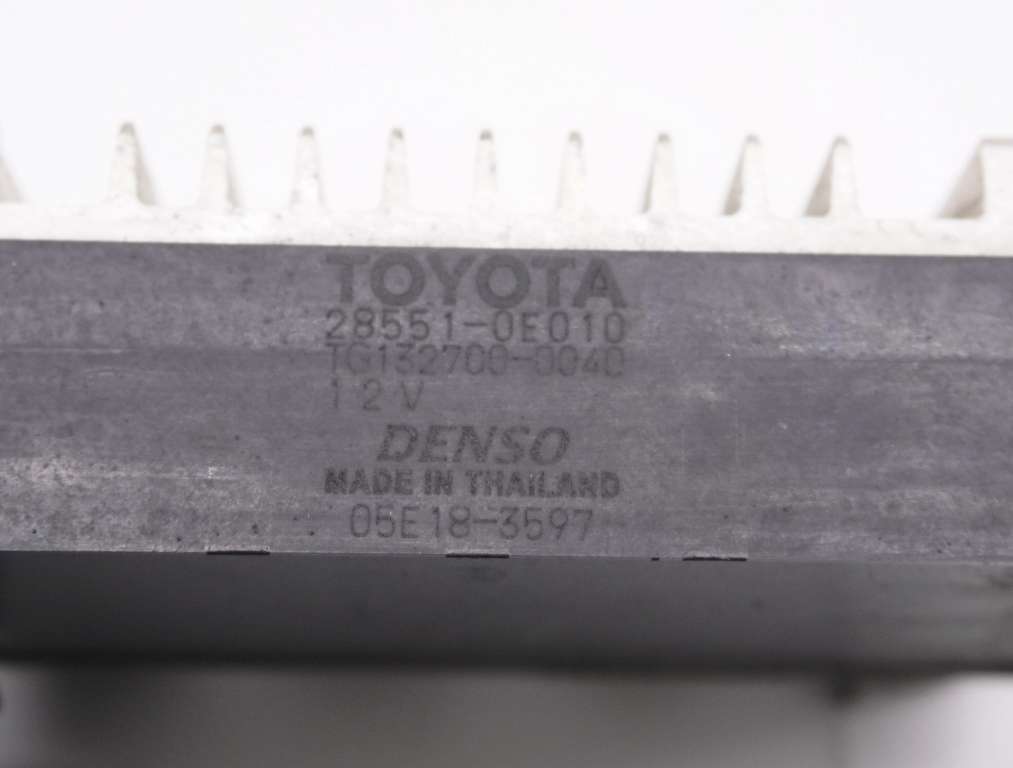 TOYOTA
28551-0E010
TG132700-0040
12V
DENSO
MADE IN THAILAND
05E18-3597